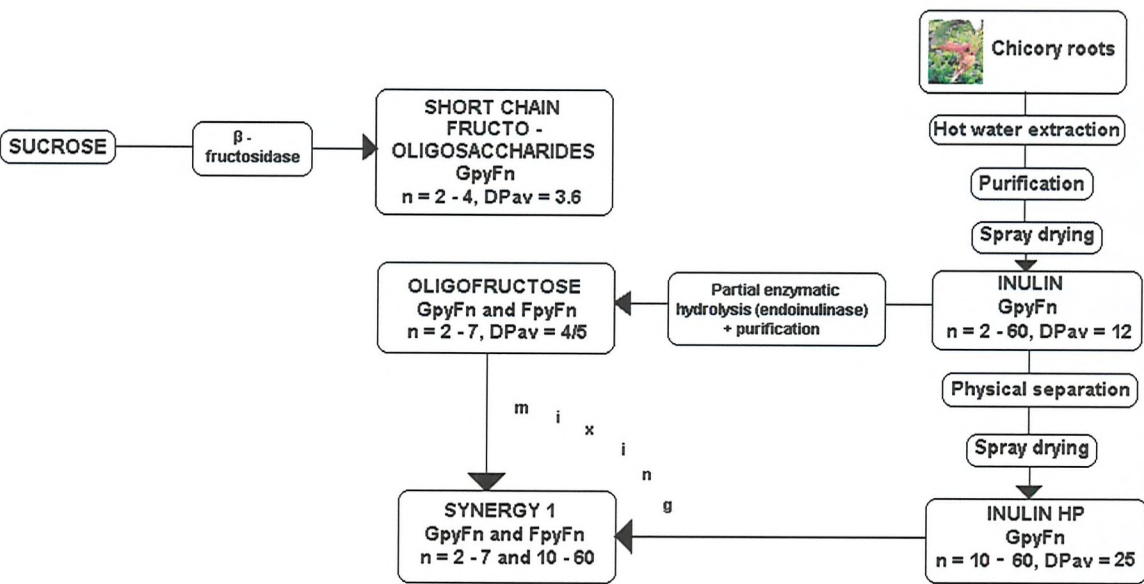 Chicory roots
Hot water extraction
Purification
Spray drying
SUCROSE
β -
fructosidase
SHORT CHAIN
FRUCTO -
OLIGOSACCHARIDES
GpyFn
n = 2 - 4, DPav = 3.6
OLIGOFRUCTOSE
GpyFn and FpyFn
n = 2 - 7, DPav = 4/5
Partial enzymatic
hydrolysis (endoinulinase)
+ purification
INULIN
GpyFn
n = 2 - 60, DPav = 12
Physical separation
Spray drying
m i x i n g
SYNERGY 1
GpyFn and FpyFn
n = 2 - 7 and 10 - 60
INULIN HP
GpyFn
n = 10 - 60, DPav = 25